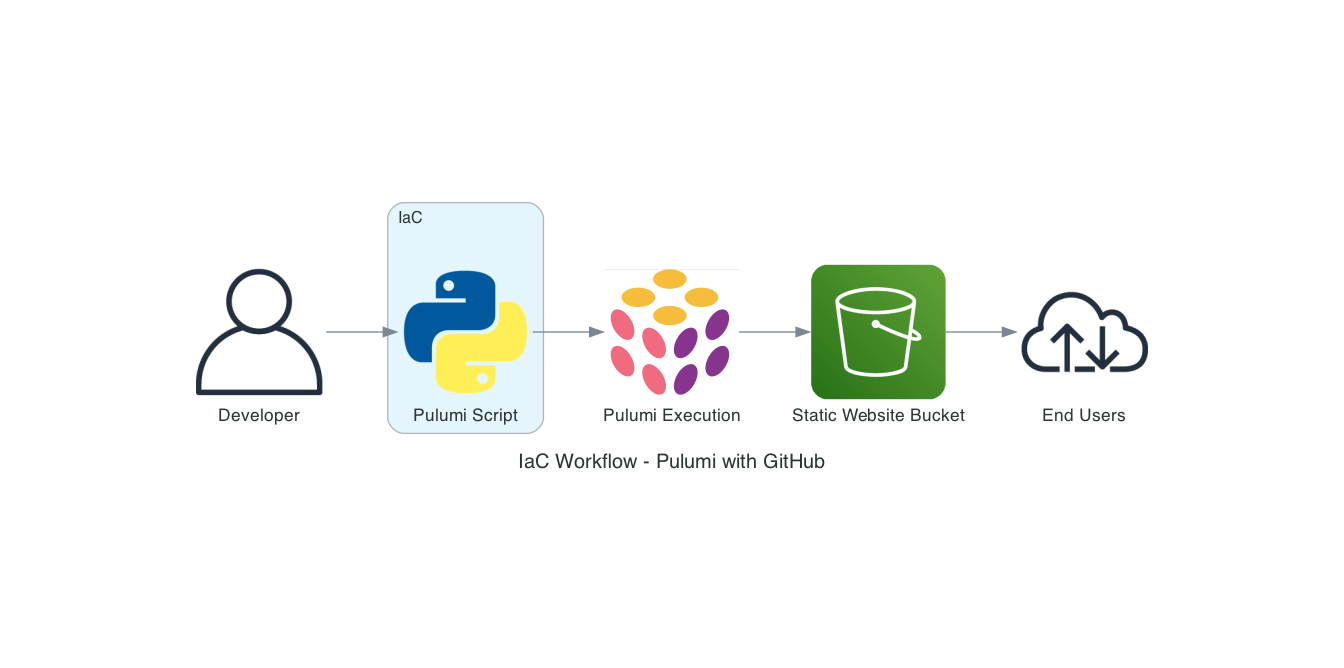 IaC
Developer
Pulumi Script
Pulumi Execution
Static Website Bucket
End Users
IaC Workflow - Pulumi with GitHub